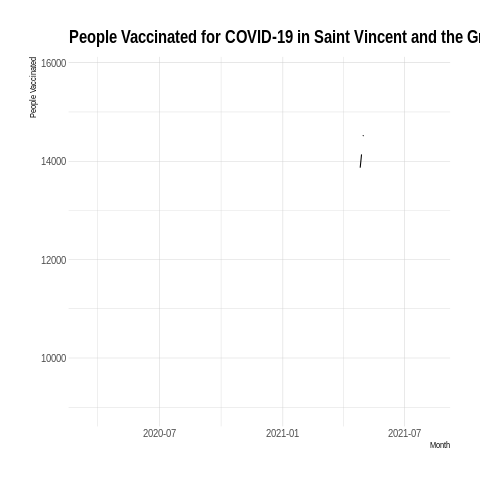 People Vaccinated for COVID-19 in Saint Vincent and the Gr
People Vaccinated
16000
14000
12000
10000
2020-07
2021-01
2021-07
Month